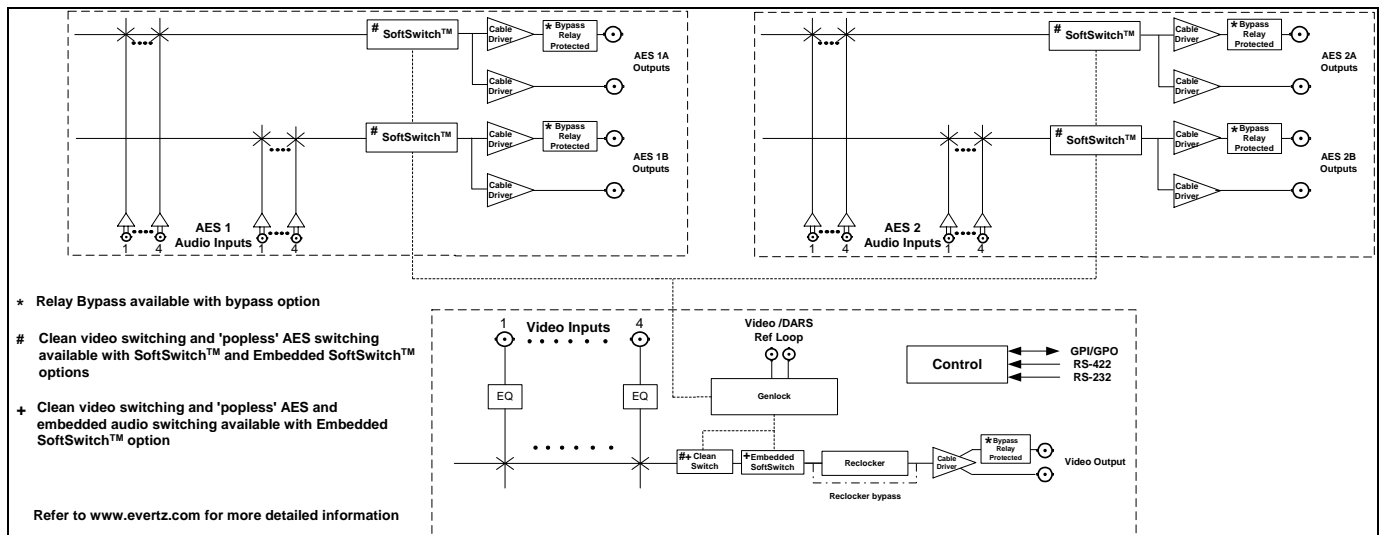 # SoftSwitch™
Cable Driver
* Bypass Relay Protected
AES 1A Outputs
Cable Driver
# SoftSwitch™
Cable Driver
* Bypass Relay Protected
AES 1B Outputs
Cable Driver
AES 1 Audio Inputs
1 4 1 4
# SoftSwitch™
Cable Driver
* Bypass Relay Protected
AES 2A Outputs
Cable Driver
# SoftSwitch™
Cable Driver
* Bypass Relay Protected
AES 2B Outputs
Cable Driver
AES 2 Audio Inputs
1 4 1 4
* Relay Bypass available with bypass option
# Clean video switching and 'popless' AES switching
available with SoftSwitch™ and Embedded SoftSwitch™
options
+ Clean video switching and 'popless' AES and
embedded audio switching available with Embedded
SoftSwitch™ option
Refer to www.evertz.com for more detailed information
1 Video Inputs 4
EQ
EQ
Video /DARS
Ref Loop
Genlock
Control
GPI/GPO
RS-422
RS-232
#+ Clean Switch
+ Embedded SoftSwitch
Reclocker
Reclocker bypass
Cable Driver
* Bypass Relay Protected
Video Output